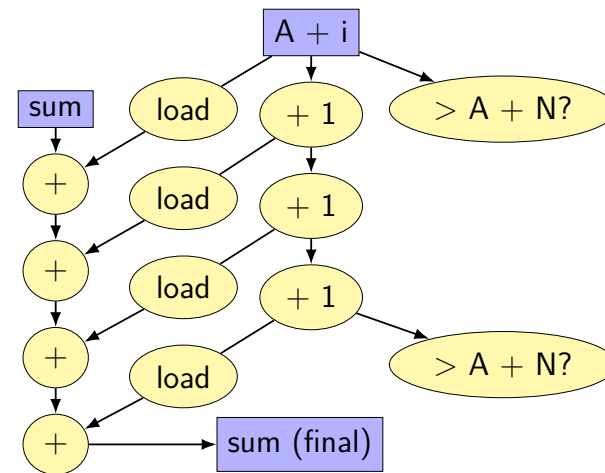 A + i
sum
load
+ 1
> A + N?
+
load
+ 1
+
load
+ 1
+
load
> A + N?
+
sum (final)